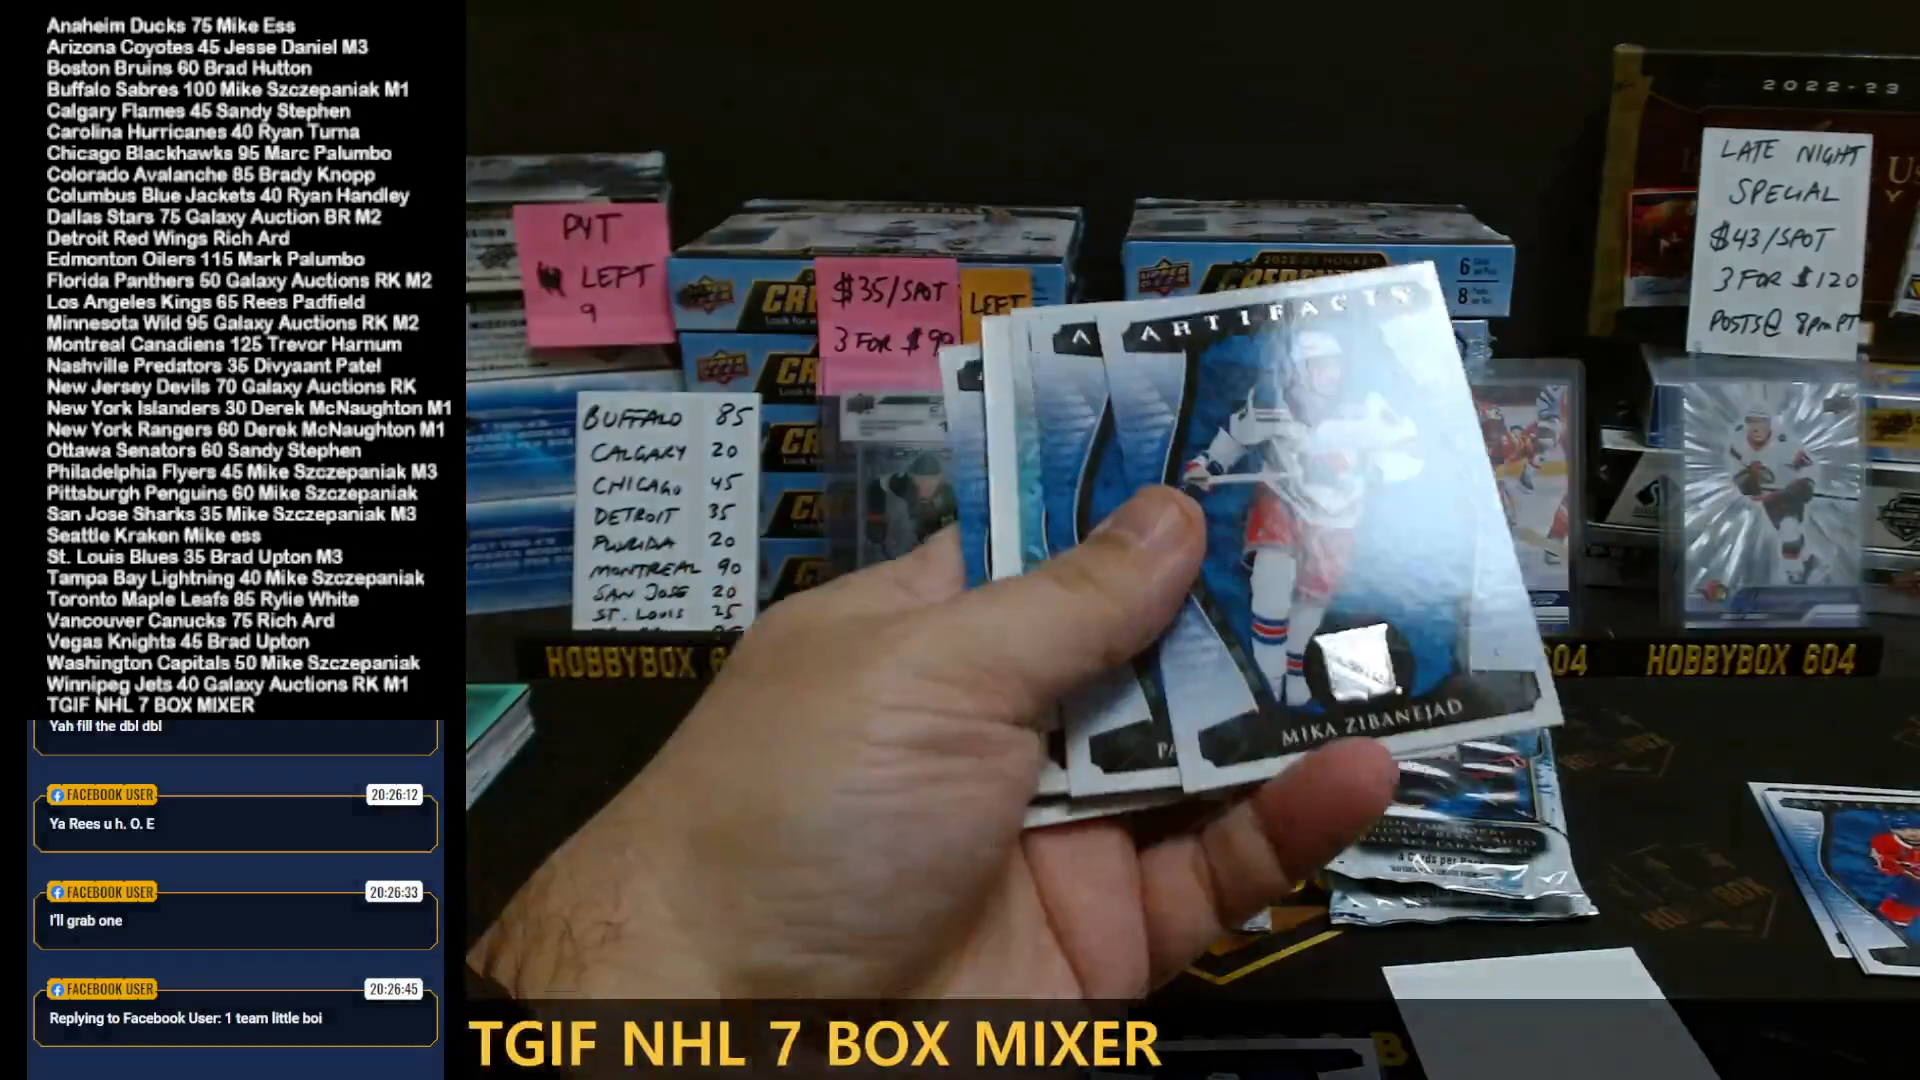 Anaheim Ducks 75 Mike Ess
Arizona Coyotes 45 Jesse Daniel M3
Boston Bruins 60 Brad Hutton
Buffalo Sabres 100 Mike Szczepaniak M1
Calgary Flames 45 Sandy Stephen
Carolina Hurricanes 40 Ryan Turna
Chicago Blackhawks 95 Marc Palumbo
Colorado Avalanche 85 Brady Knopp
Columbus Blue Jackets 40 Ryan Handley
Dallas Stars 75 Galaxy Auction BR M2
Detroit Red Wings Rich Ard
Edmonton Oilers 115 Mark Palumbo
Florida Panthers 50 Galaxy Auctions RK M2
Los Angeles Kings 65 Rees Padfield
Minnesota Wild 95 Galaxy Auctions RK M2
Montreal Canadiens 125 Trevor Harnum
Nashville Predators 35 Divyaant Patel
New Jersey Devils 70 Galaxy Auctions RK
New York Islanders 30 Derek McNaughton M1
New York Rangers 60 Derek McNaughton M1
Ottawa Senators 60 Sandy Stephen
Philadelphia Flyers 45 Mike Szczepaniak M3
Pittsburgh Penguins 60 Mike Szczepaniak
San Jose Sharks 35 Mike Szczepaniak M3
Seattle Kraken Mike ess
St. Louis Blues 35 Brad Upton M3
Tampa Bay Lightning 40 Mike Szczepaniak
Toronto Maple Leafs 85 Rylie White
Vancouver Canucks 75 Rich Ard
Vegas Knights 45 Brad Upton
Washington Capitals 50 Mike Szczepaniak
Winnipeg Jets 40 Galaxy Auctions RK M1
TGIF NHL 7 BOX MIXER
Yah fill the dbl dbl
FACEBOOK USER 20:26:12
Ya Rees u h. O. E
FACEBOOK USER 20:26:33
I'll grab one
FACEBOOK USER 20:26:45
Replying to Facebook User: 1 team little boi
PYT
LEFT
9
$35/SPOT
3 FOR $99
LEFT
2022-23
LATE NIGHT
SPECIAL
$43/SPOT
3 FOR $120
POSTS@ 8pm PT
BUFFALO 85
CALGARY 20
CHICAGO 45
DETROIT 35
FLORIDA 20
MONTREAL 90
SAN JOSE 20
ST. LOUIS 25
ARTIFACTS
MIKA ZIBANEJAD
HOBBYBOX 6
04
HOBBYBOX 604
4 Cards per Pack
TGIF NHL 7 BOX MIXER